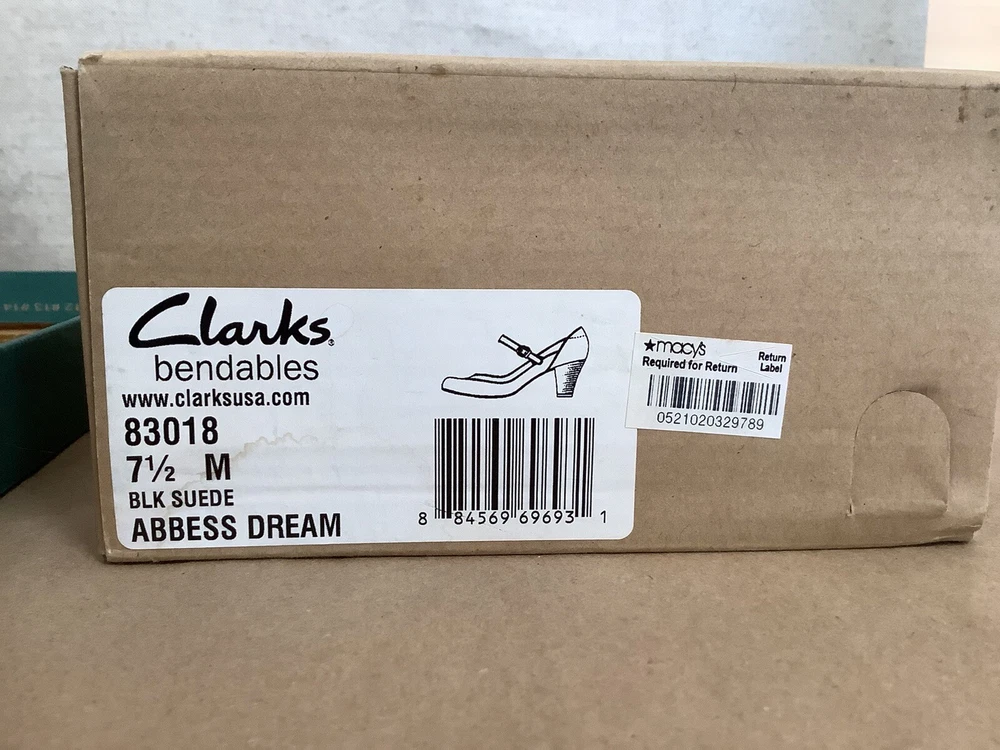 Clarks
bendables
www.clarksusa.com
83018
7½ M
BLK SUEDE
ABBESS DREAM
8 84569 69693 1
★macy's
Required for Return
Return
Label
0521020329789